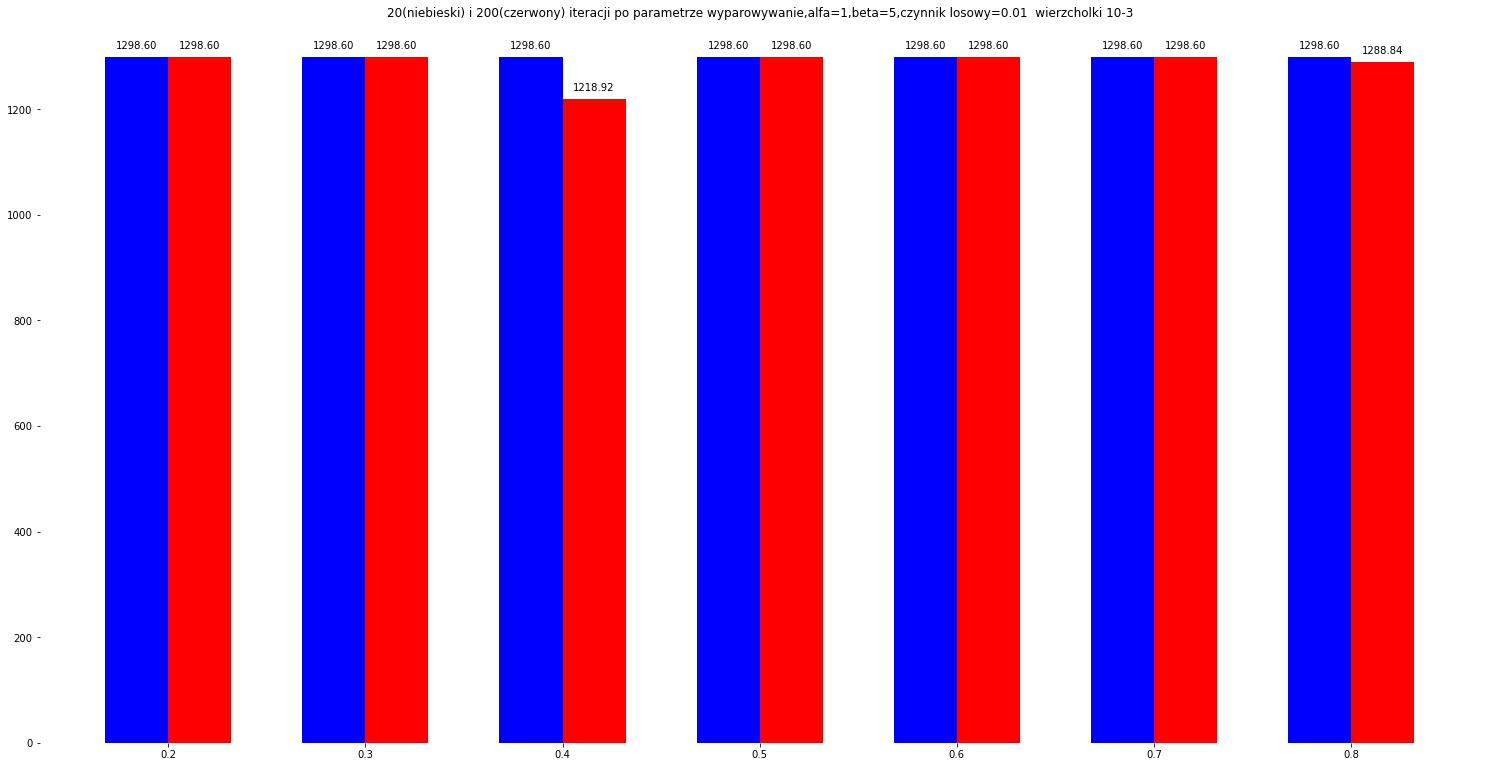 20(niebieski) i 200(czerwony) iteracji po parametrze wyparowywanie,alfa=1,beta=5,czynnik losowy=0.01  wierzcholki 10-3
1298.60 1298.60 1298.60 1298.60 1298.60 1218.92 1298.60 1298.60 1298.60 1298.60 1298.60 1298.60 1298.60 1288.84
1200
1000
800
600
400
200
0
0.2 0.3 0.4 0.5 0.6 0.7 0.8